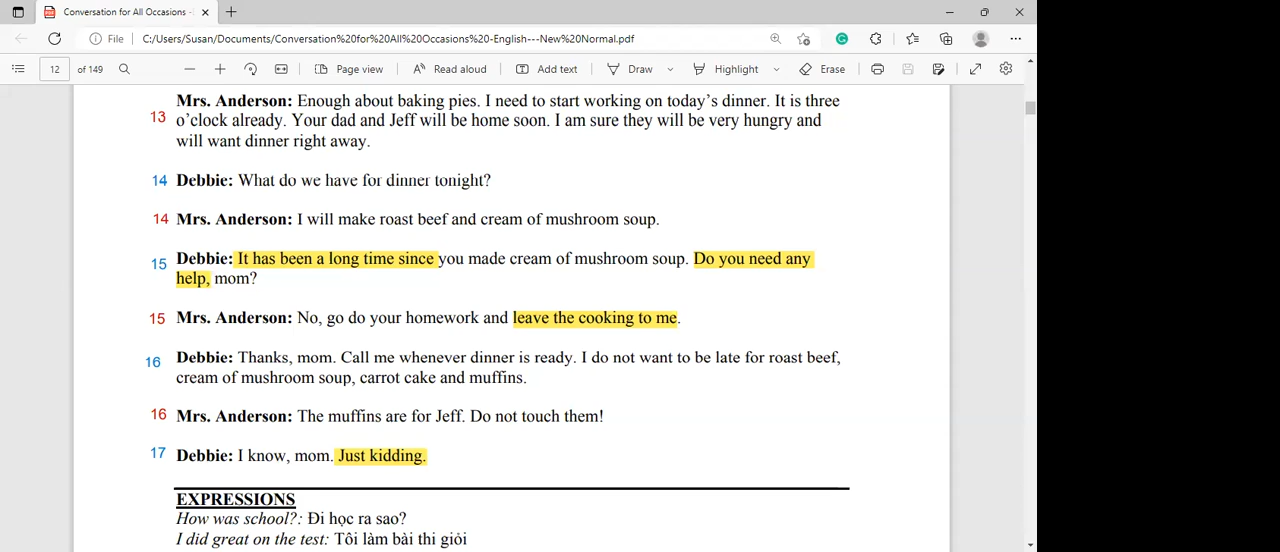 Conversation for All Occasions -
File C:/Users/Susan/Documents/Conversation%20for%20All%20Occasions%20-English---New%20Normal.pdf
12 of 149 Page view Read aloud Add text Draw Highlight Erase
Mrs. Anderson: Enough about baking pies. I need to start working on today's dinner. It is three
13 o'clock already. Your dad and Jeff will be home soon. I am sure they will be very hungry and
will want dinner right away.
14 Debbie: What do we have for dinner tonight?
14 Mrs. Anderson: I will make roast beef and cream of mushroom soup.
15 Debbie: It has been a long time since you made cream of mushroom soup. Do you need any
help, mom?
15 Mrs. Anderson: No, go do your homework and leave the cooking to me.
16 Debbie: Thanks, mom. Call me whenever dinner is ready. I do not want to be late for roast beef,
cream of mushroom soup, carrot cake and muffins.
16 Mrs. Anderson: The muffins are for Jeff. Do not touch them!
17 Debbie: I know, mom. Just kidding.
EXPRESSIONS
How was school?: Đi học ra sao?
I did great on the test: Tôi làm bài thi giỏi